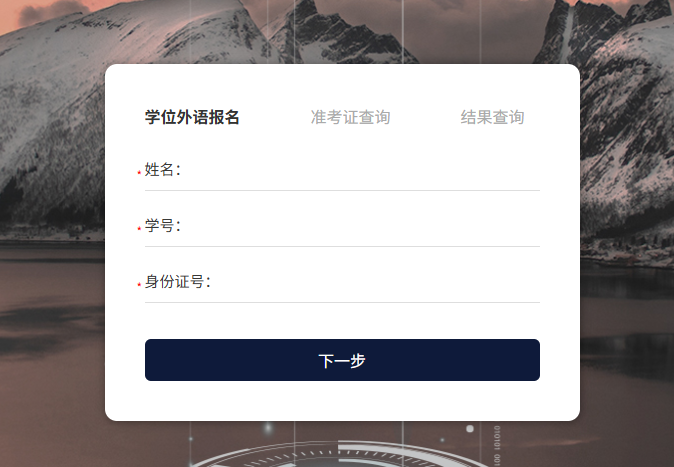 学位外语报名 准考证查询 结果查询
* 姓名：
* 学号：
* 身份证号：
下一步